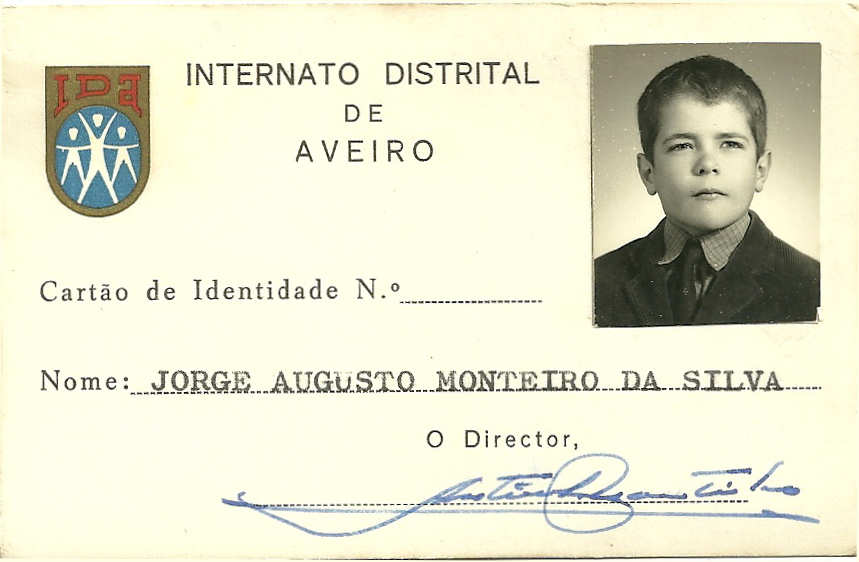 IDA
INTERNATO DISTRITAL
DE
AVEIRO
Cartão de Identidade N.º
Nome: JORGE AUGUSTO MONTEIRO DA SILVA
O Director,